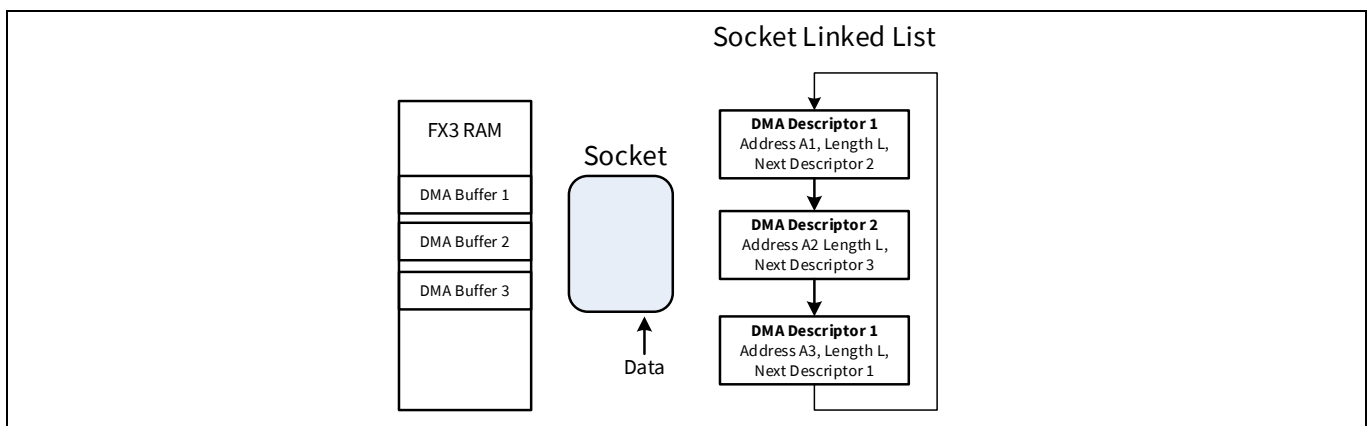 Socket Linked List
FX3 RAM
DMA Buffer 1
DMA Buffer 2
DMA Buffer 3
Socket
Data
DMA Descriptor 1
Address A1, Length L,
Next Descriptor 2
DMA Descriptor 2
Address A2 Length L,
Next Descriptor 3
DMA Descriptor 1
Address A3, Length L,
Next Descriptor 1